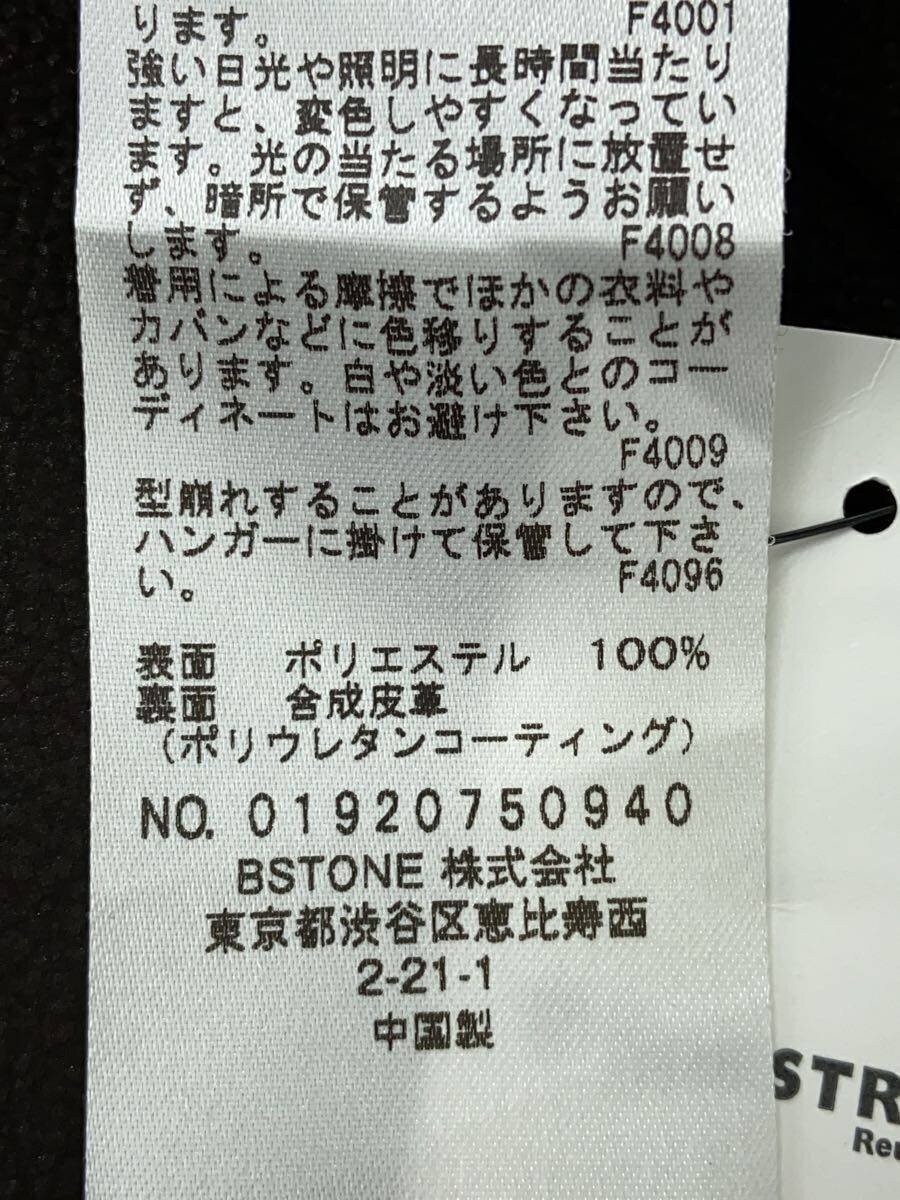 ります。 F4001
強い日光や照明に長時間当たり
ますと、変色しやすくなってい
ます。光の当たる場所に放置せ
ず、暗所で保管するようお願い
します。 F4008
着用による摩擦でほかの衣料や
カバンなどに色移りすることが
あります。白や淡い色とのコー
ディネートはお避け下さい。
F4009
型崩れすることがありますので、
ハンガーに掛けて保管して下さ
い。 F4096
表面 ポリエステル 100%
裏面 合成皮革
(ポリウレタンコーティング)
NO. 01920750940
BSTONE 株式会社
東京都渋谷区恵比寿西
2-21-1
中国製